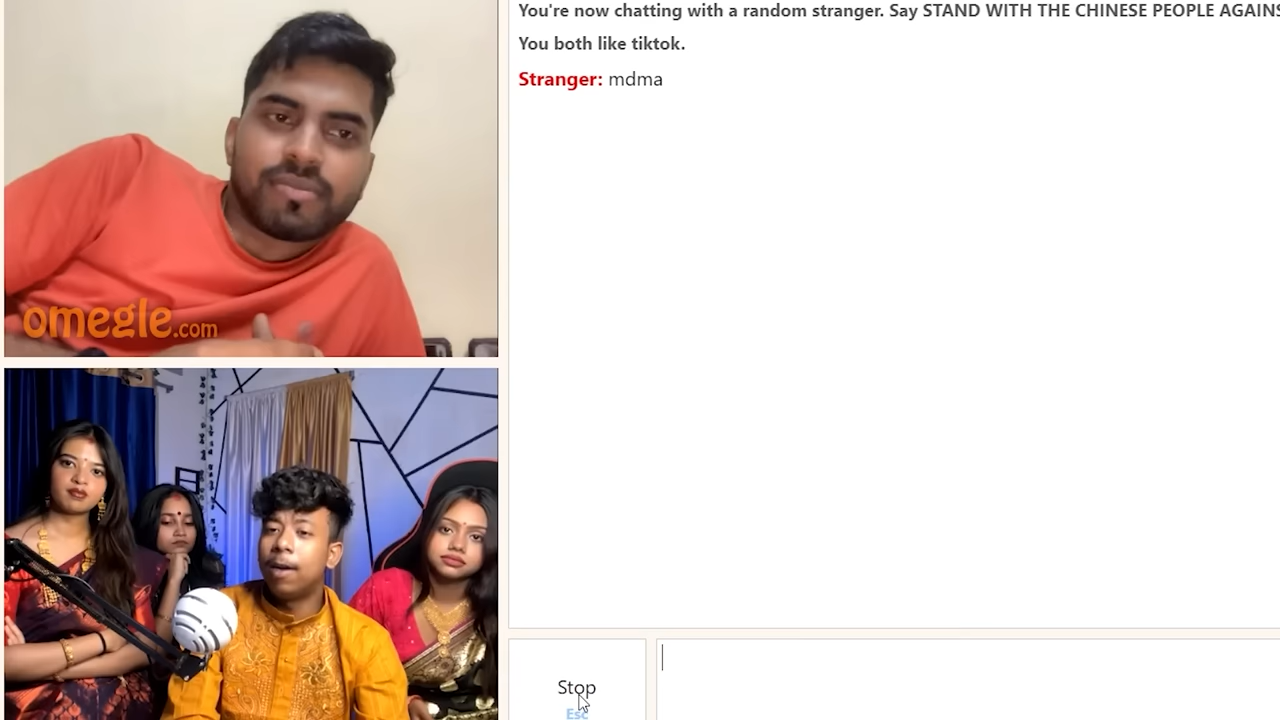 You're now chatting with a random stranger. Say STAND WITH THE CHINESE PEOPLE
You both like tiktok.
Stranger: mdma
omegle.com
Stop
Esc